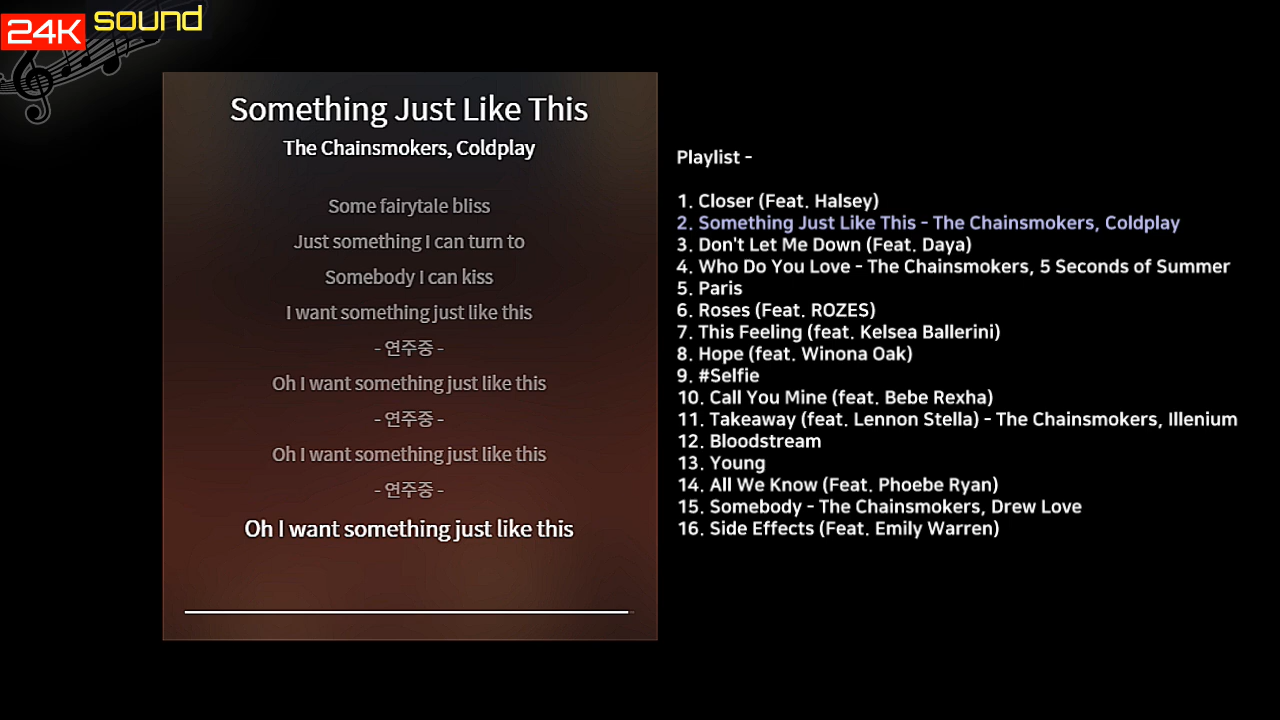 24K sound
Something Just Like This
The Chainsmokers, Coldplay
Some fairytale bliss
Just something I can turn to
Somebody I can kiss
I want something just like this
- 연주중 -
Oh I want something just like this
- 연주중 -
Oh I want something just like this
- 연주중 -
Oh I want something just like this
Playlist -
1. Closer (Feat. Halsey)
2. Something Just Like This - The Chainsmokers, Coldplay
3. Don't Let Me Down (Feat. Daya)
4. Who Do You Love - The Chainsmokers, 5 Seconds of Summer
5. Paris
6. Roses (Feat. ROZES)
7. This Feeling (feat. Kelsea Ballerini)
8. Hope (feat. Winona Oak)
9. #Selfie
10. Call You Mine (feat. Bebe Rexha)
11. Takeaway (feat. Lennon Stella) - The Chainsmokers, Illenium
12. Bloodstream
13. Young
14. All We Know (Feat. Phoebe Ryan)
15. Somebody - The Chainsmokers, Drew Love
16. Side Effects (Feat. Emily Warren)